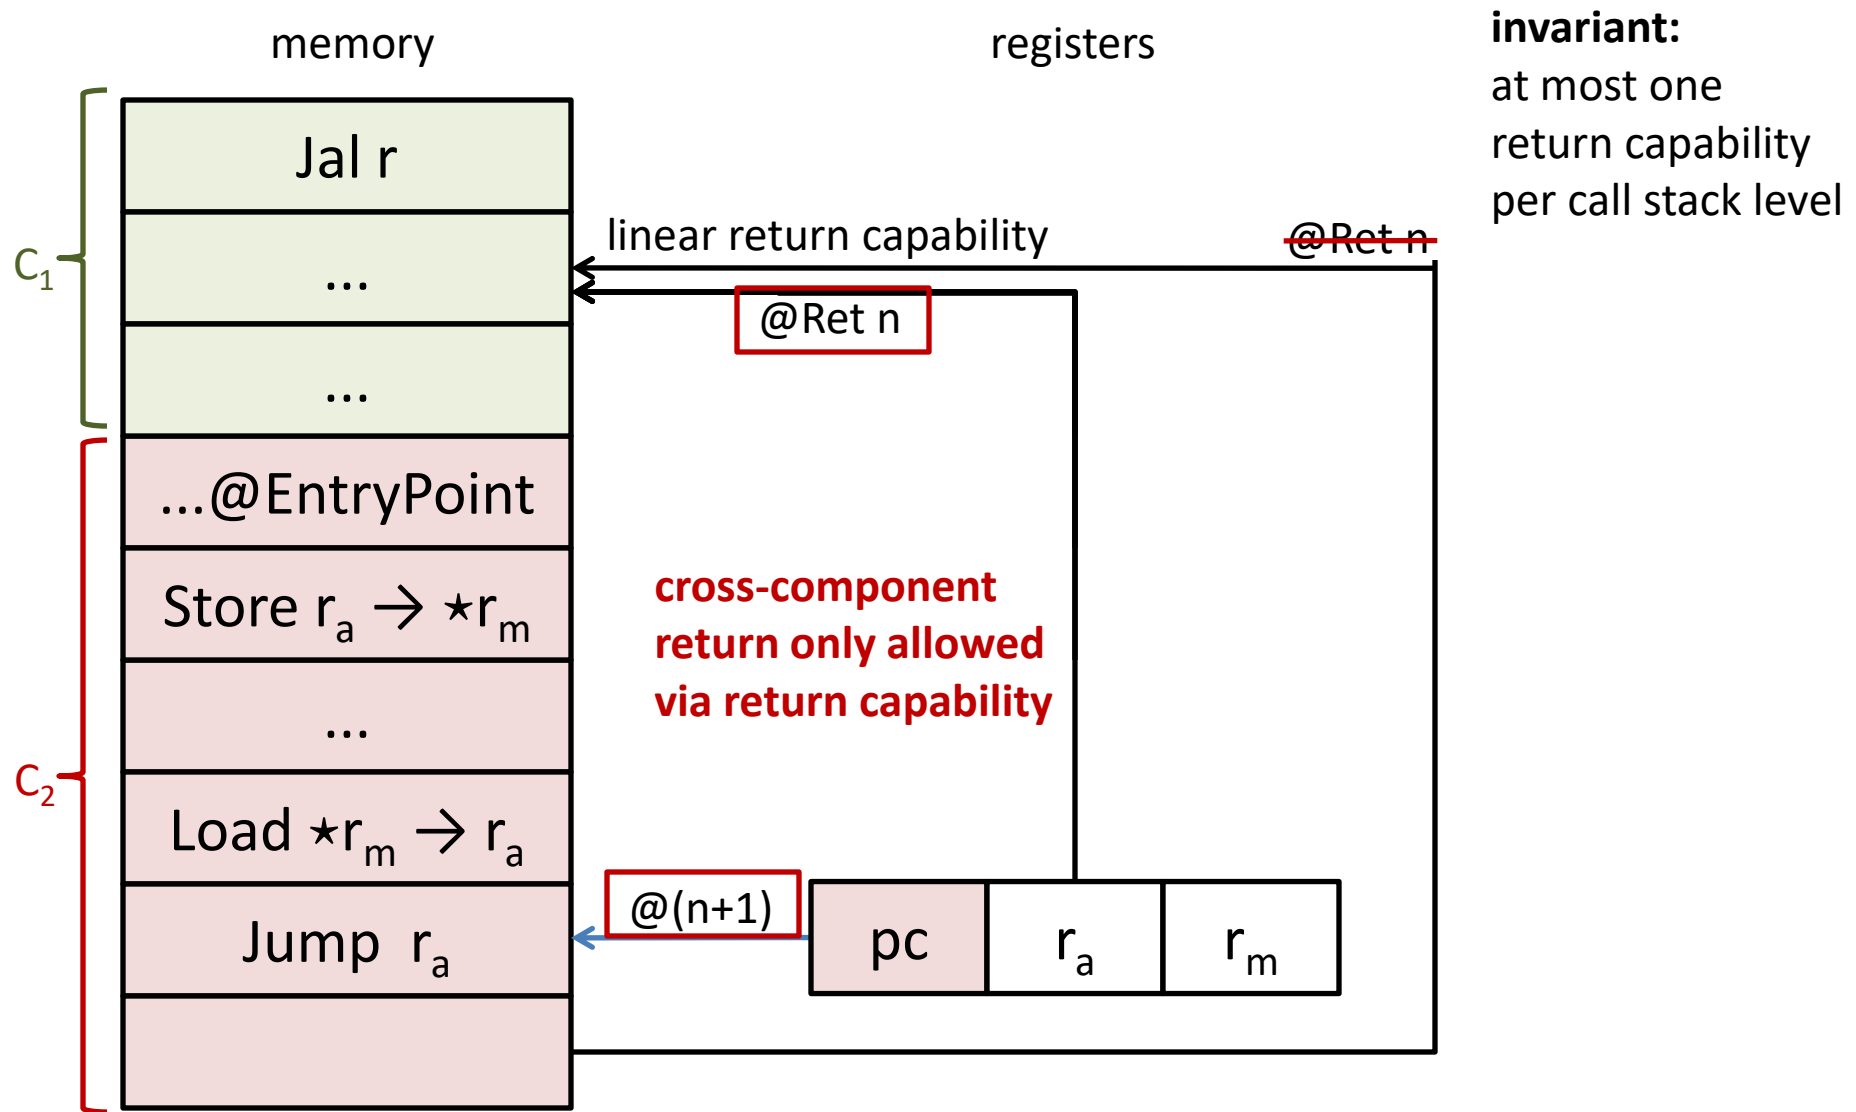 memory
registers
invariant:
at most one
return capability
per call stack level
Jal r
linear return capability
@Ret n
C1
...
@Ret n
...
...@EntryPoint
Store ra → ⋆rm
cross-component
return only allowed
via return capability
...
C2
Load ⋆rm → ra
@(n+1)
Jump ra
pc
ra
rm